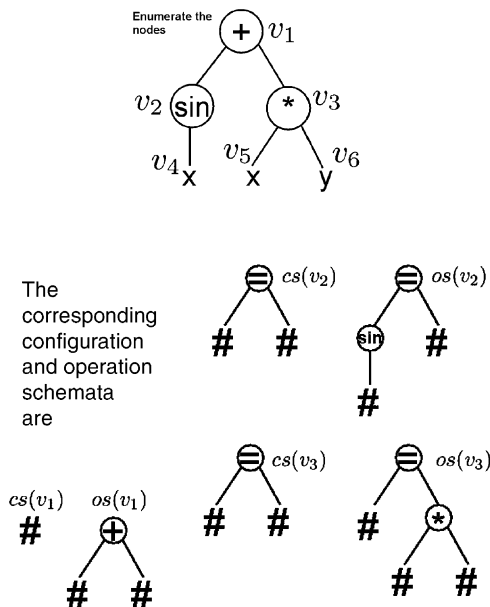 Enumerate the
nodes
+ v₁
v₂ sin * v₃
v₄ x v₅ x v₆ y
= cs(v₂) = os(v₂)
The
corresponding
configuration
and operation
schemata
are
# # sin #
#
= cs(v₃) = os(v₃)
cs(v₁) os(v₁)
# + # # # *
# # # #